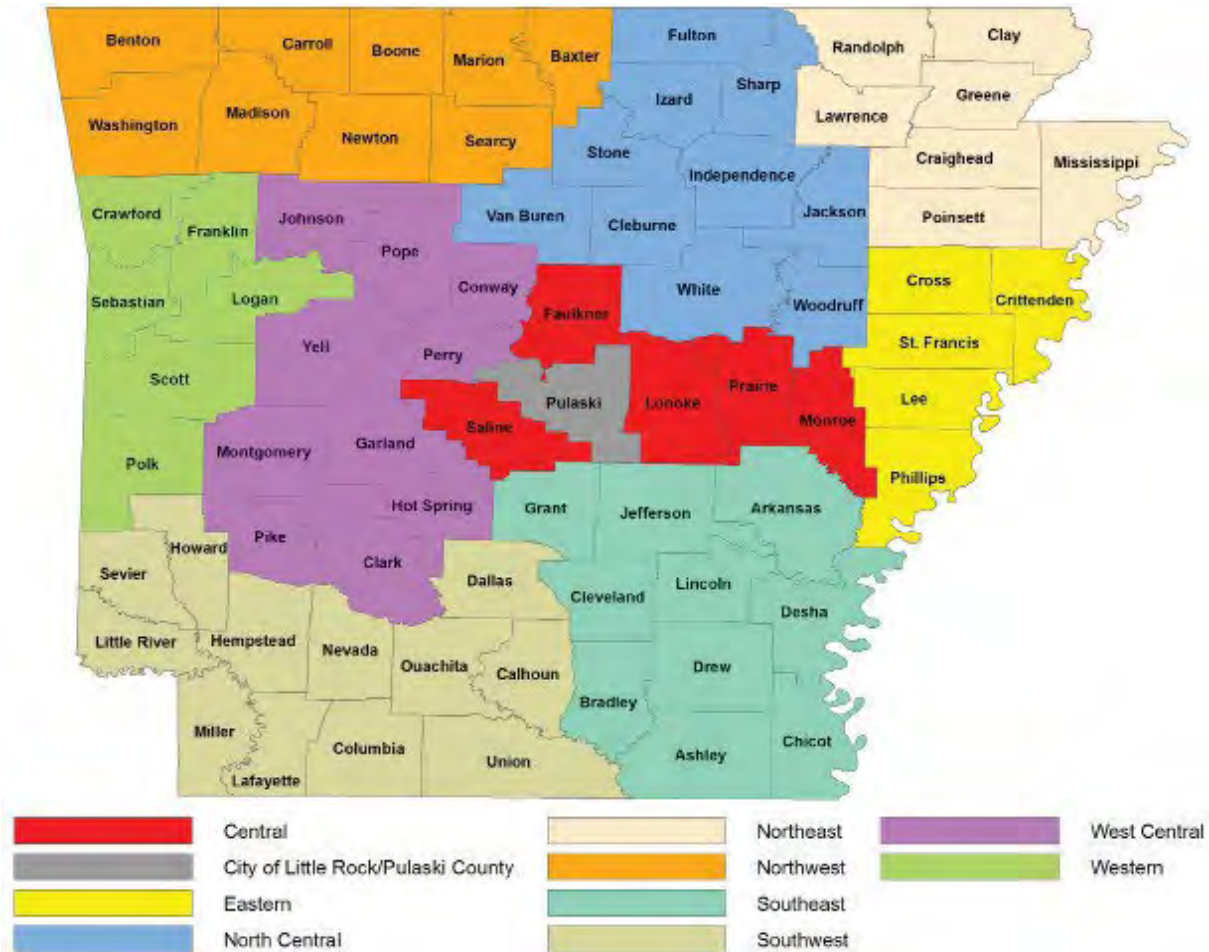 Benton
Carroll
Boone
Marion
Baxter
Fulton
Randolph
Clay
Washington
Madison
Newton
Searcy
Izard
Sharp
Lawrence
Greene
Stone
Independence
Craighead
Mississippi
Crawford
Franklin
Johnson
Pope
Van Buren
Cleburne
Jackson
Poinsett
Sebastian
Logan
Conway
Faulkner
White
Woodruff
Cross
Crittenden
Yell
Perry
St. Francis
Scott
Saline
Pulaski
Lonoke
Prairie
Monroe
Lee
Polk
Montgomery
Garland
Phillips
Hot Spring
Grant
Jefferson
Arkansas
Howard
Pike
Clark
Sevier
Dallas
Cleveland
Lincoln
Desha
Little River
Hempstead
Nevada
Ouachita
Calhoun
Drew
Bradley
Miller
Lafayette
Columbia
Union
Ashley
Chicot
Central
City of Little Rock/Pulaski County
Eastern
North Central
Northeast
Northwest
Southeast
Southwest
West Central
Western